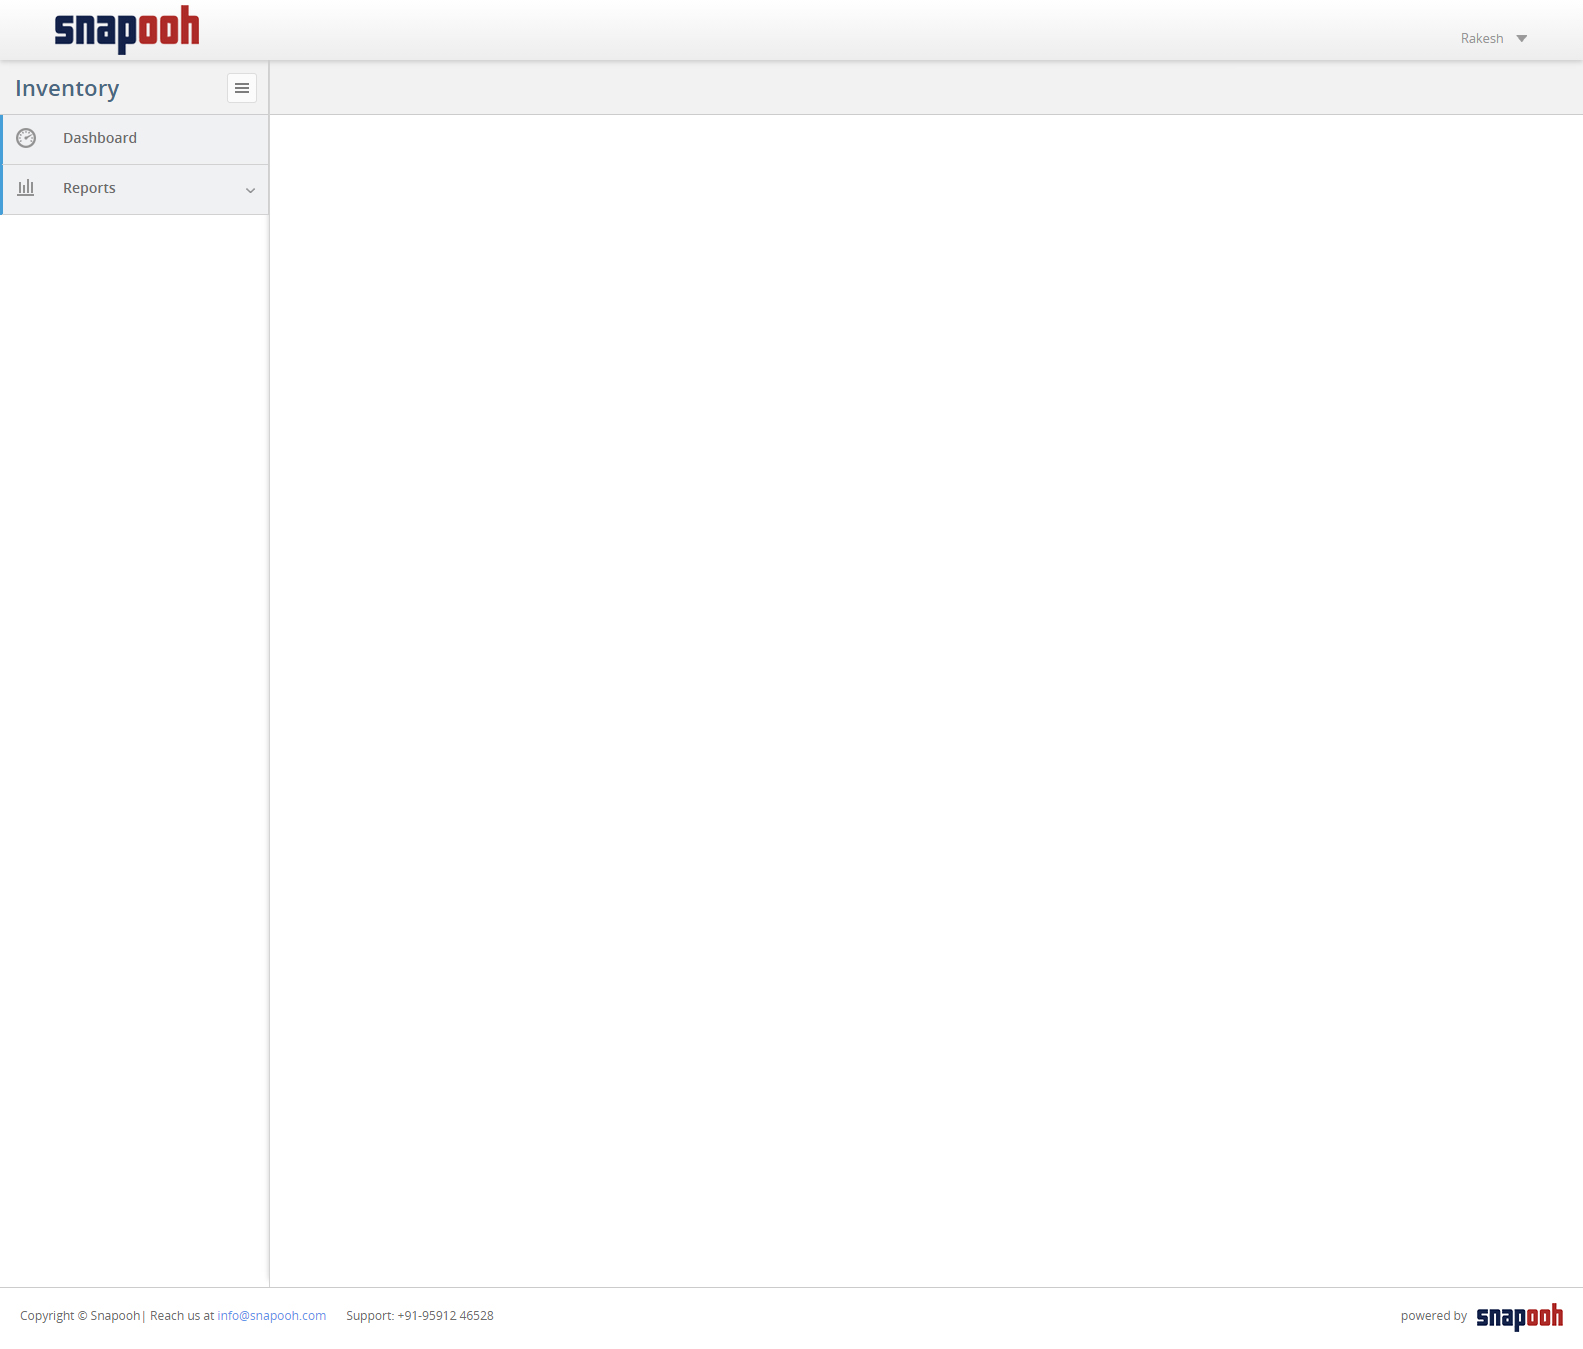 snapooh
Rakesh
Inventory
Dashboard
Reports
Copyright © Snapooh| Reach us at info@snapooh.com Support: +91-95912 46528
powered by snapooh